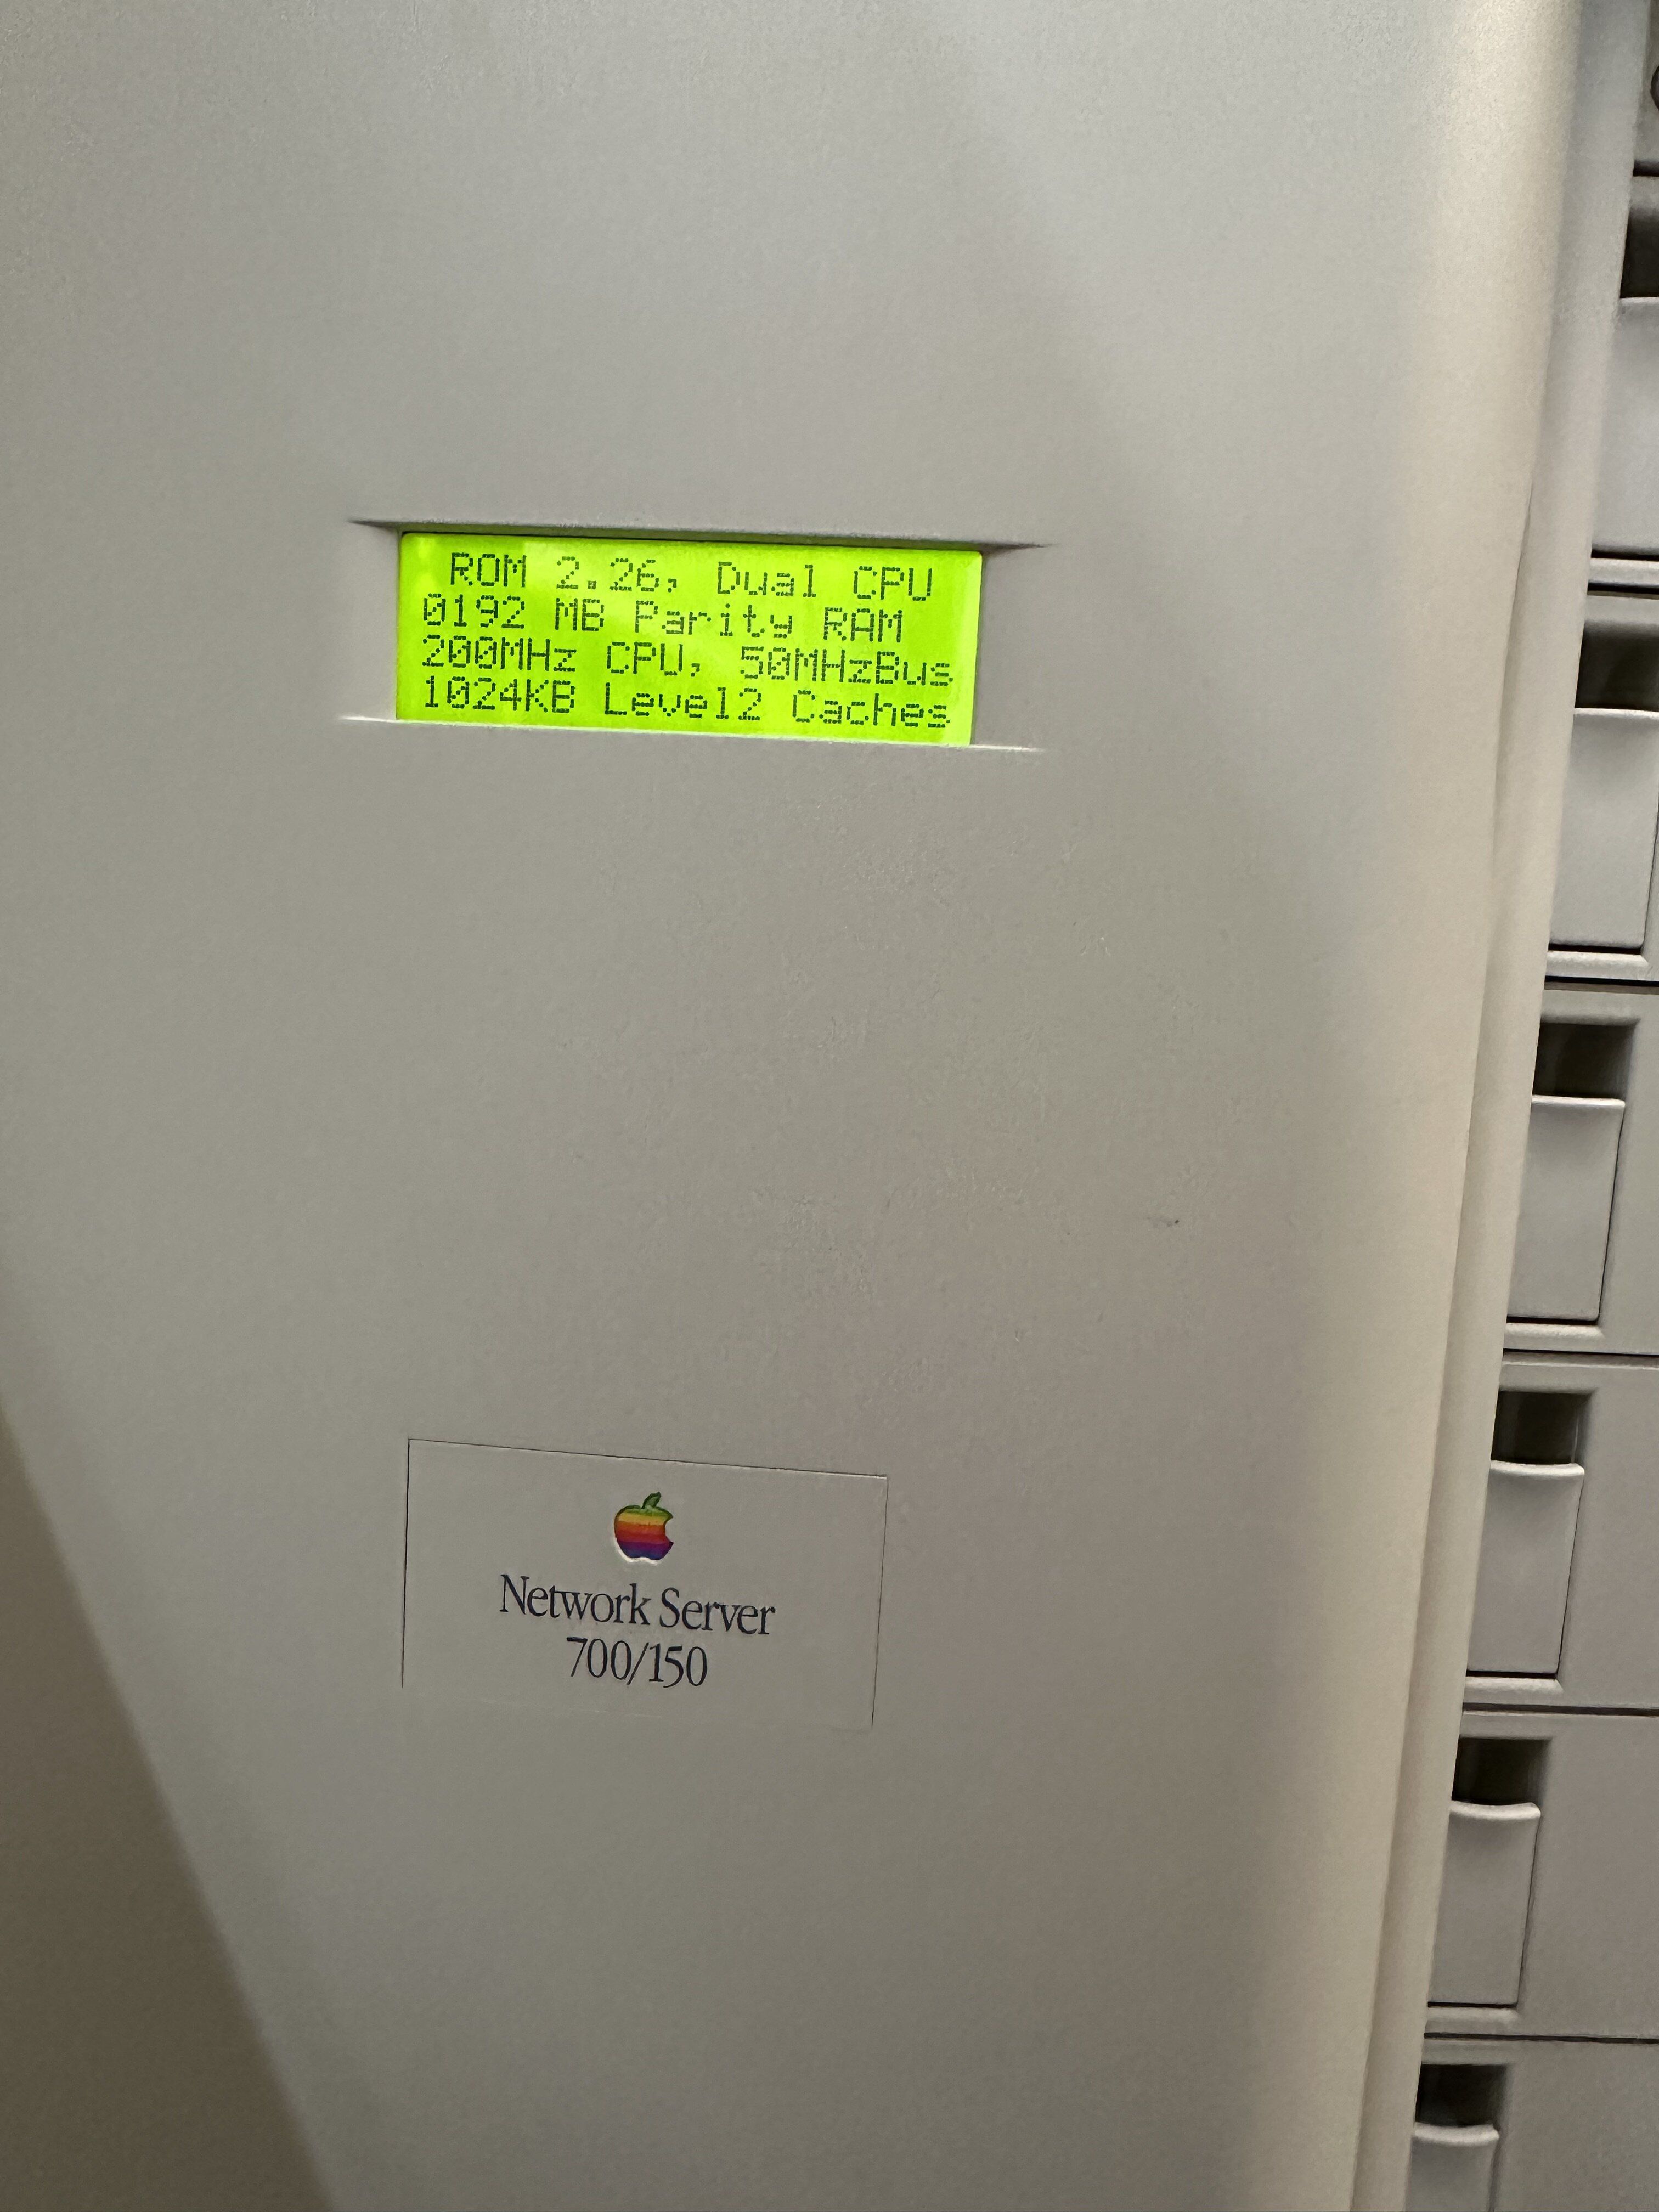 ROM 2.26, Dual CPU
0192 MB Parity RAM
200MHz CPU, 50MHzBus
1024KB Level2 Caches
Network Server
700/150